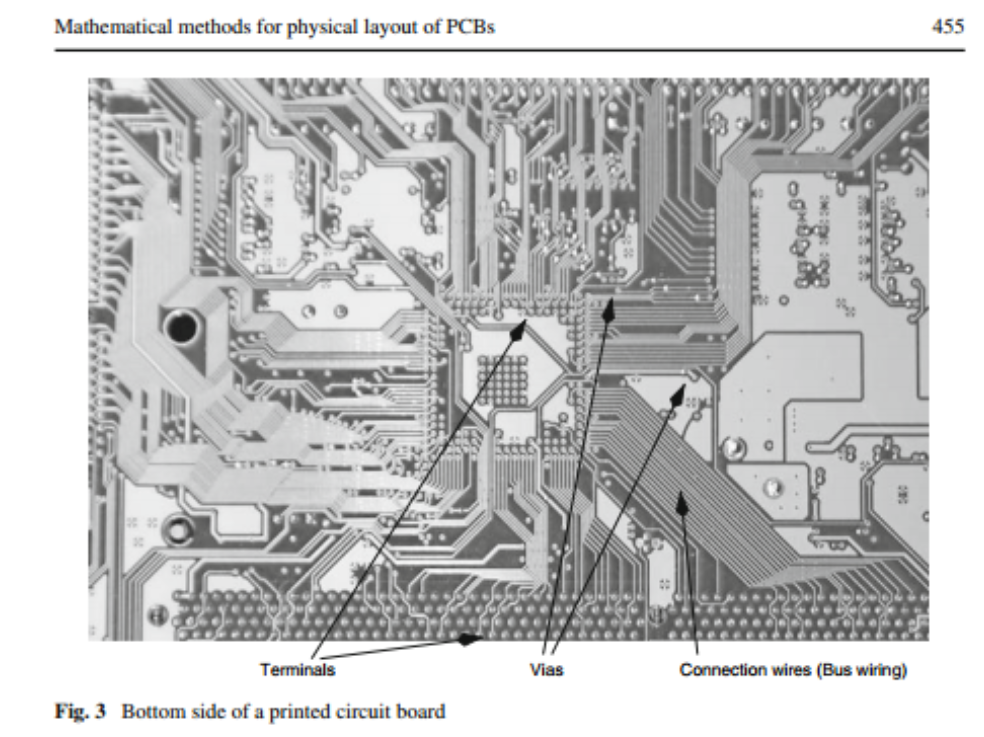 Mathematical methods for physical layout of PCBs 455
Terminals Vias Connection wires (Bus wiring)
Fig. 3 Bottom side of a printed circuit board